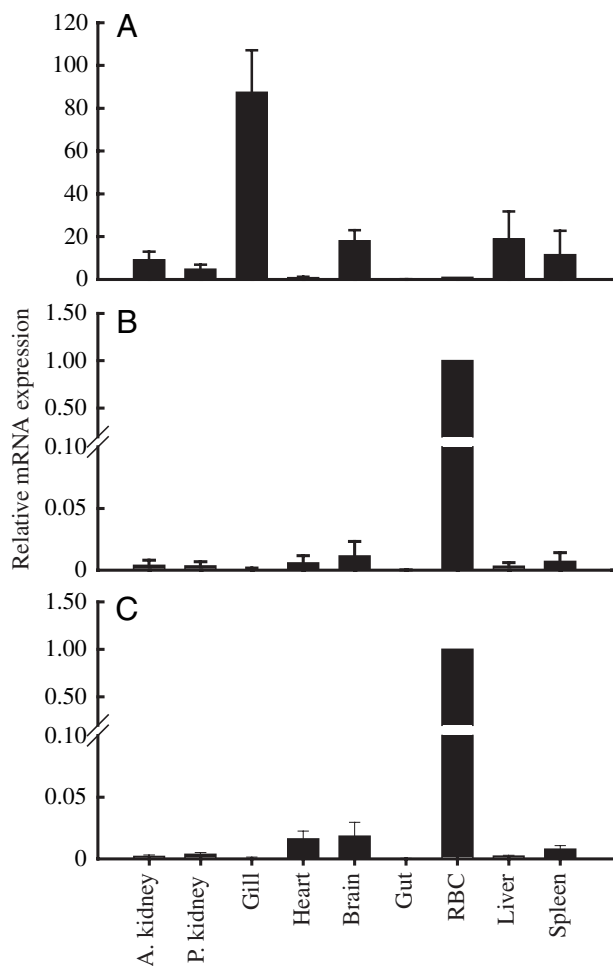 A
120
100
80
60
40
20
0
Relative mRNA expression
B
1.50
1.00
0.50
0.10
0.05
0
C
1.50
1.00
0.50
0.10
0.05
0
A. kidney
P. kidney
Gill
Heart
Brain
Gut
RBC
Liver
Spleen